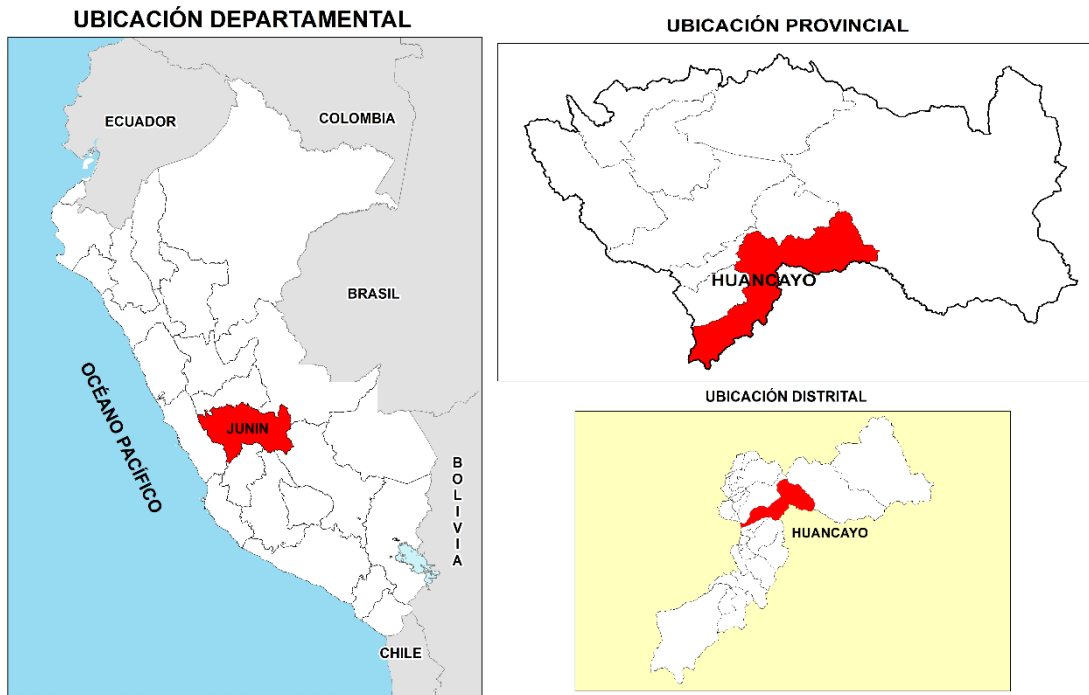 UBICACIÓN DEPARTAMENTAL
ECUADOR
COLOMBIA
BRASIL
OCÉANO PACÍFICO
JUNIN
BOLIVIA
CHILE
UBICACIÓN PROVINCIAL
HUANCAYO
UBICACIÓN DISTRITAL
HUANCAYO